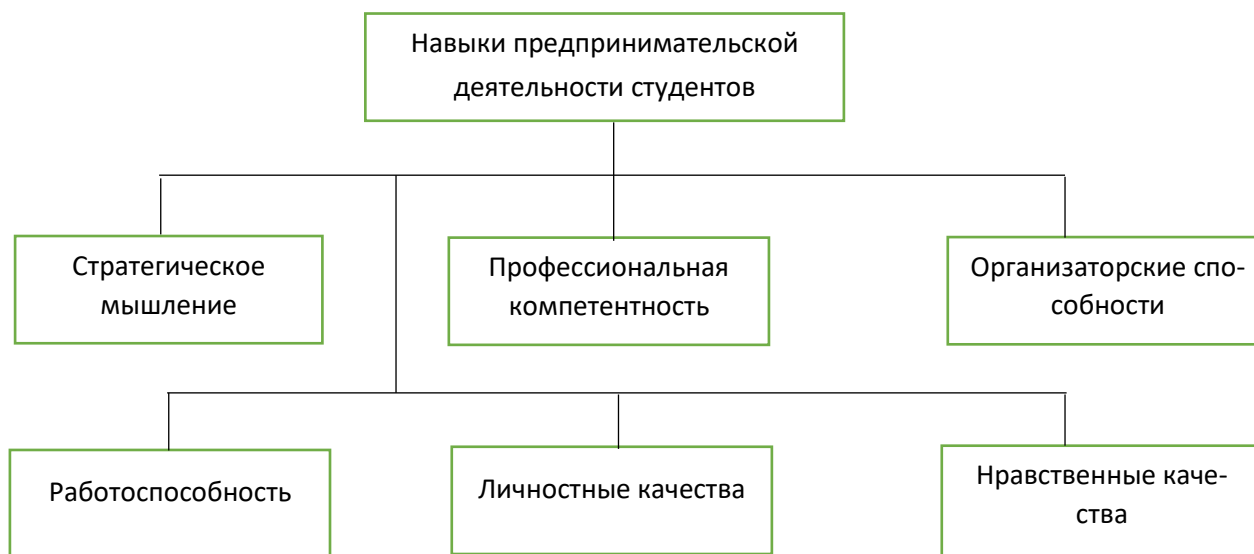 Навыки предпринимательской
деятельности студентов
Стратегическое
мышление
Профессиональная
компетентность
Организаторские спо-
собности
Работоспособность
Личностные качества
Нравственные каче-
ства